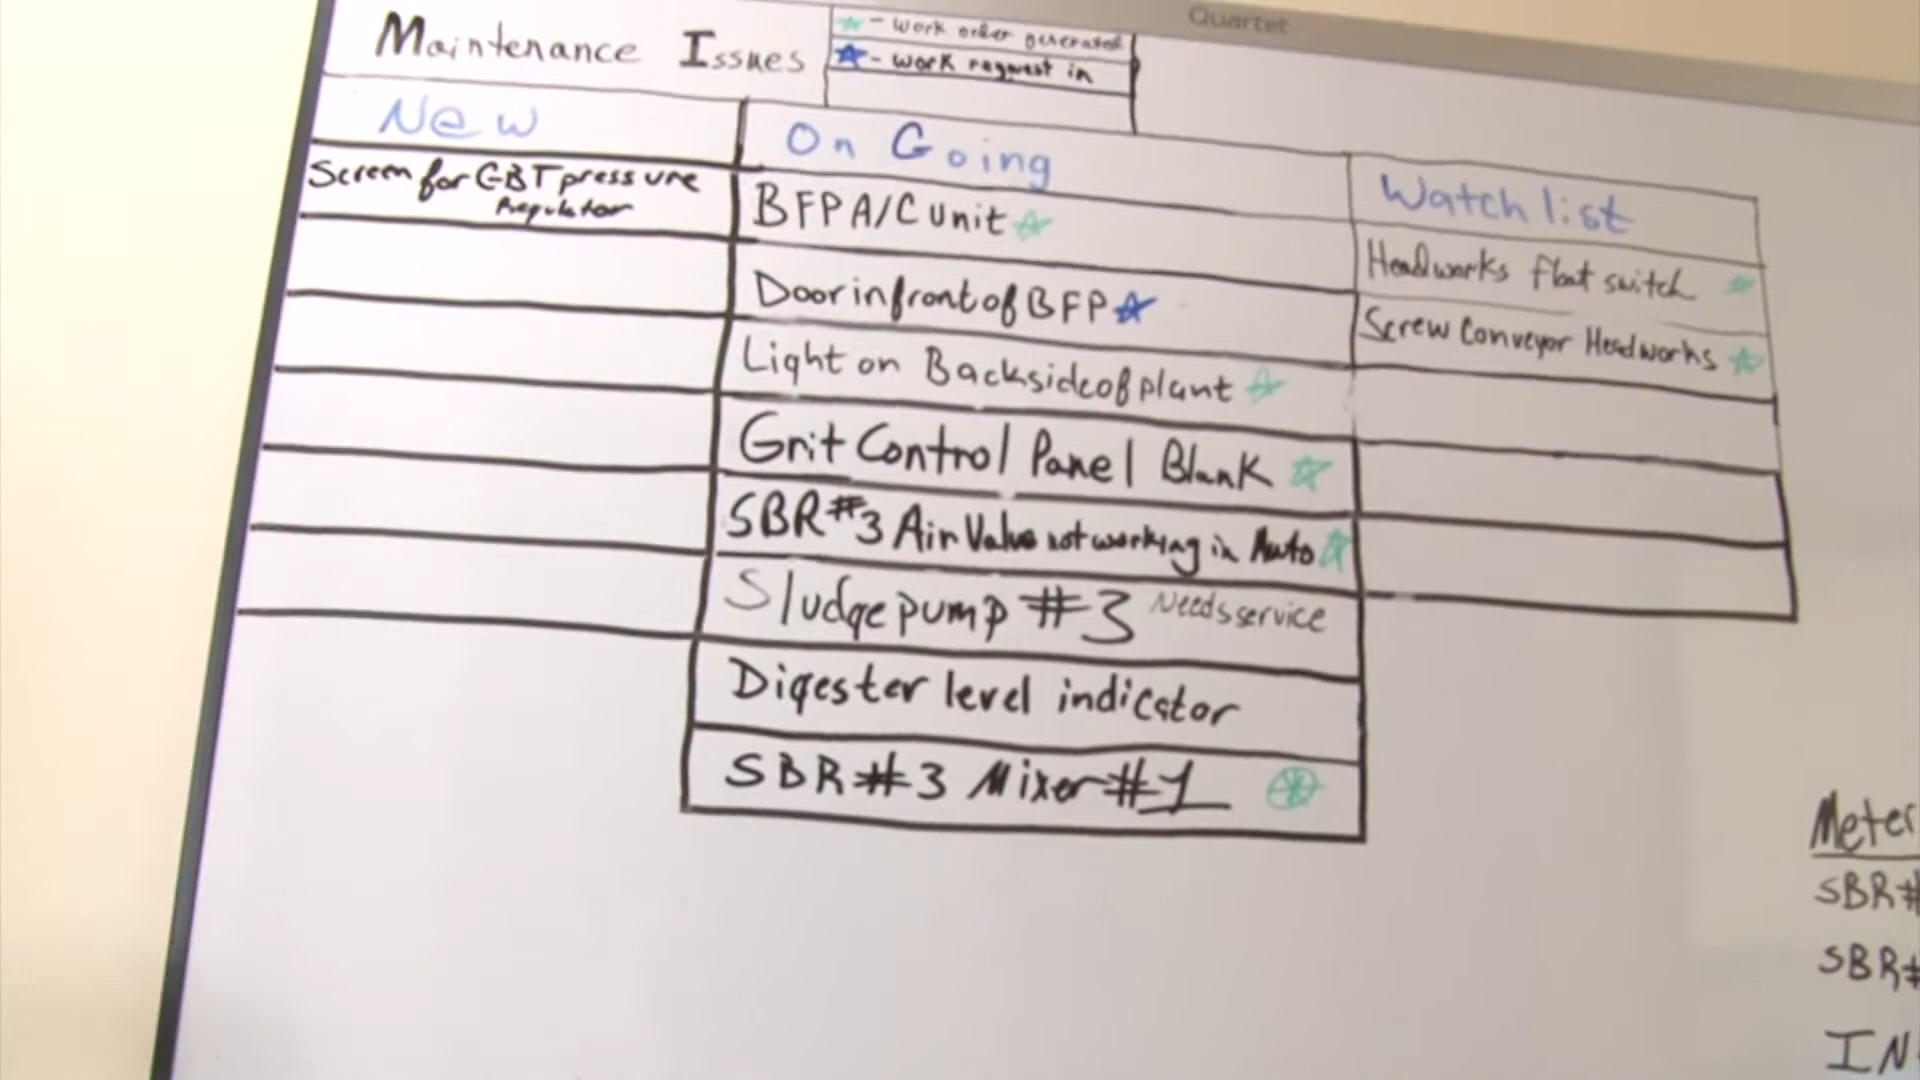 Quartet
Maintenance Issues
- work order generated
- work request in
New
Screen for GBT pressure
Regulator
On Going
BFP A/C unit
Door in front of BFP
Light on Backside of plant
Grit Control Panel Blank
SBR #3 Air Valve not working in Auto
Sludge pump #3 Needs service
Digester level indicator
SBR #3 Mixer #1
Watch list
Headworks float switch
Screw Conveyor Headworks
Meter
SBR#
SBR#
IN